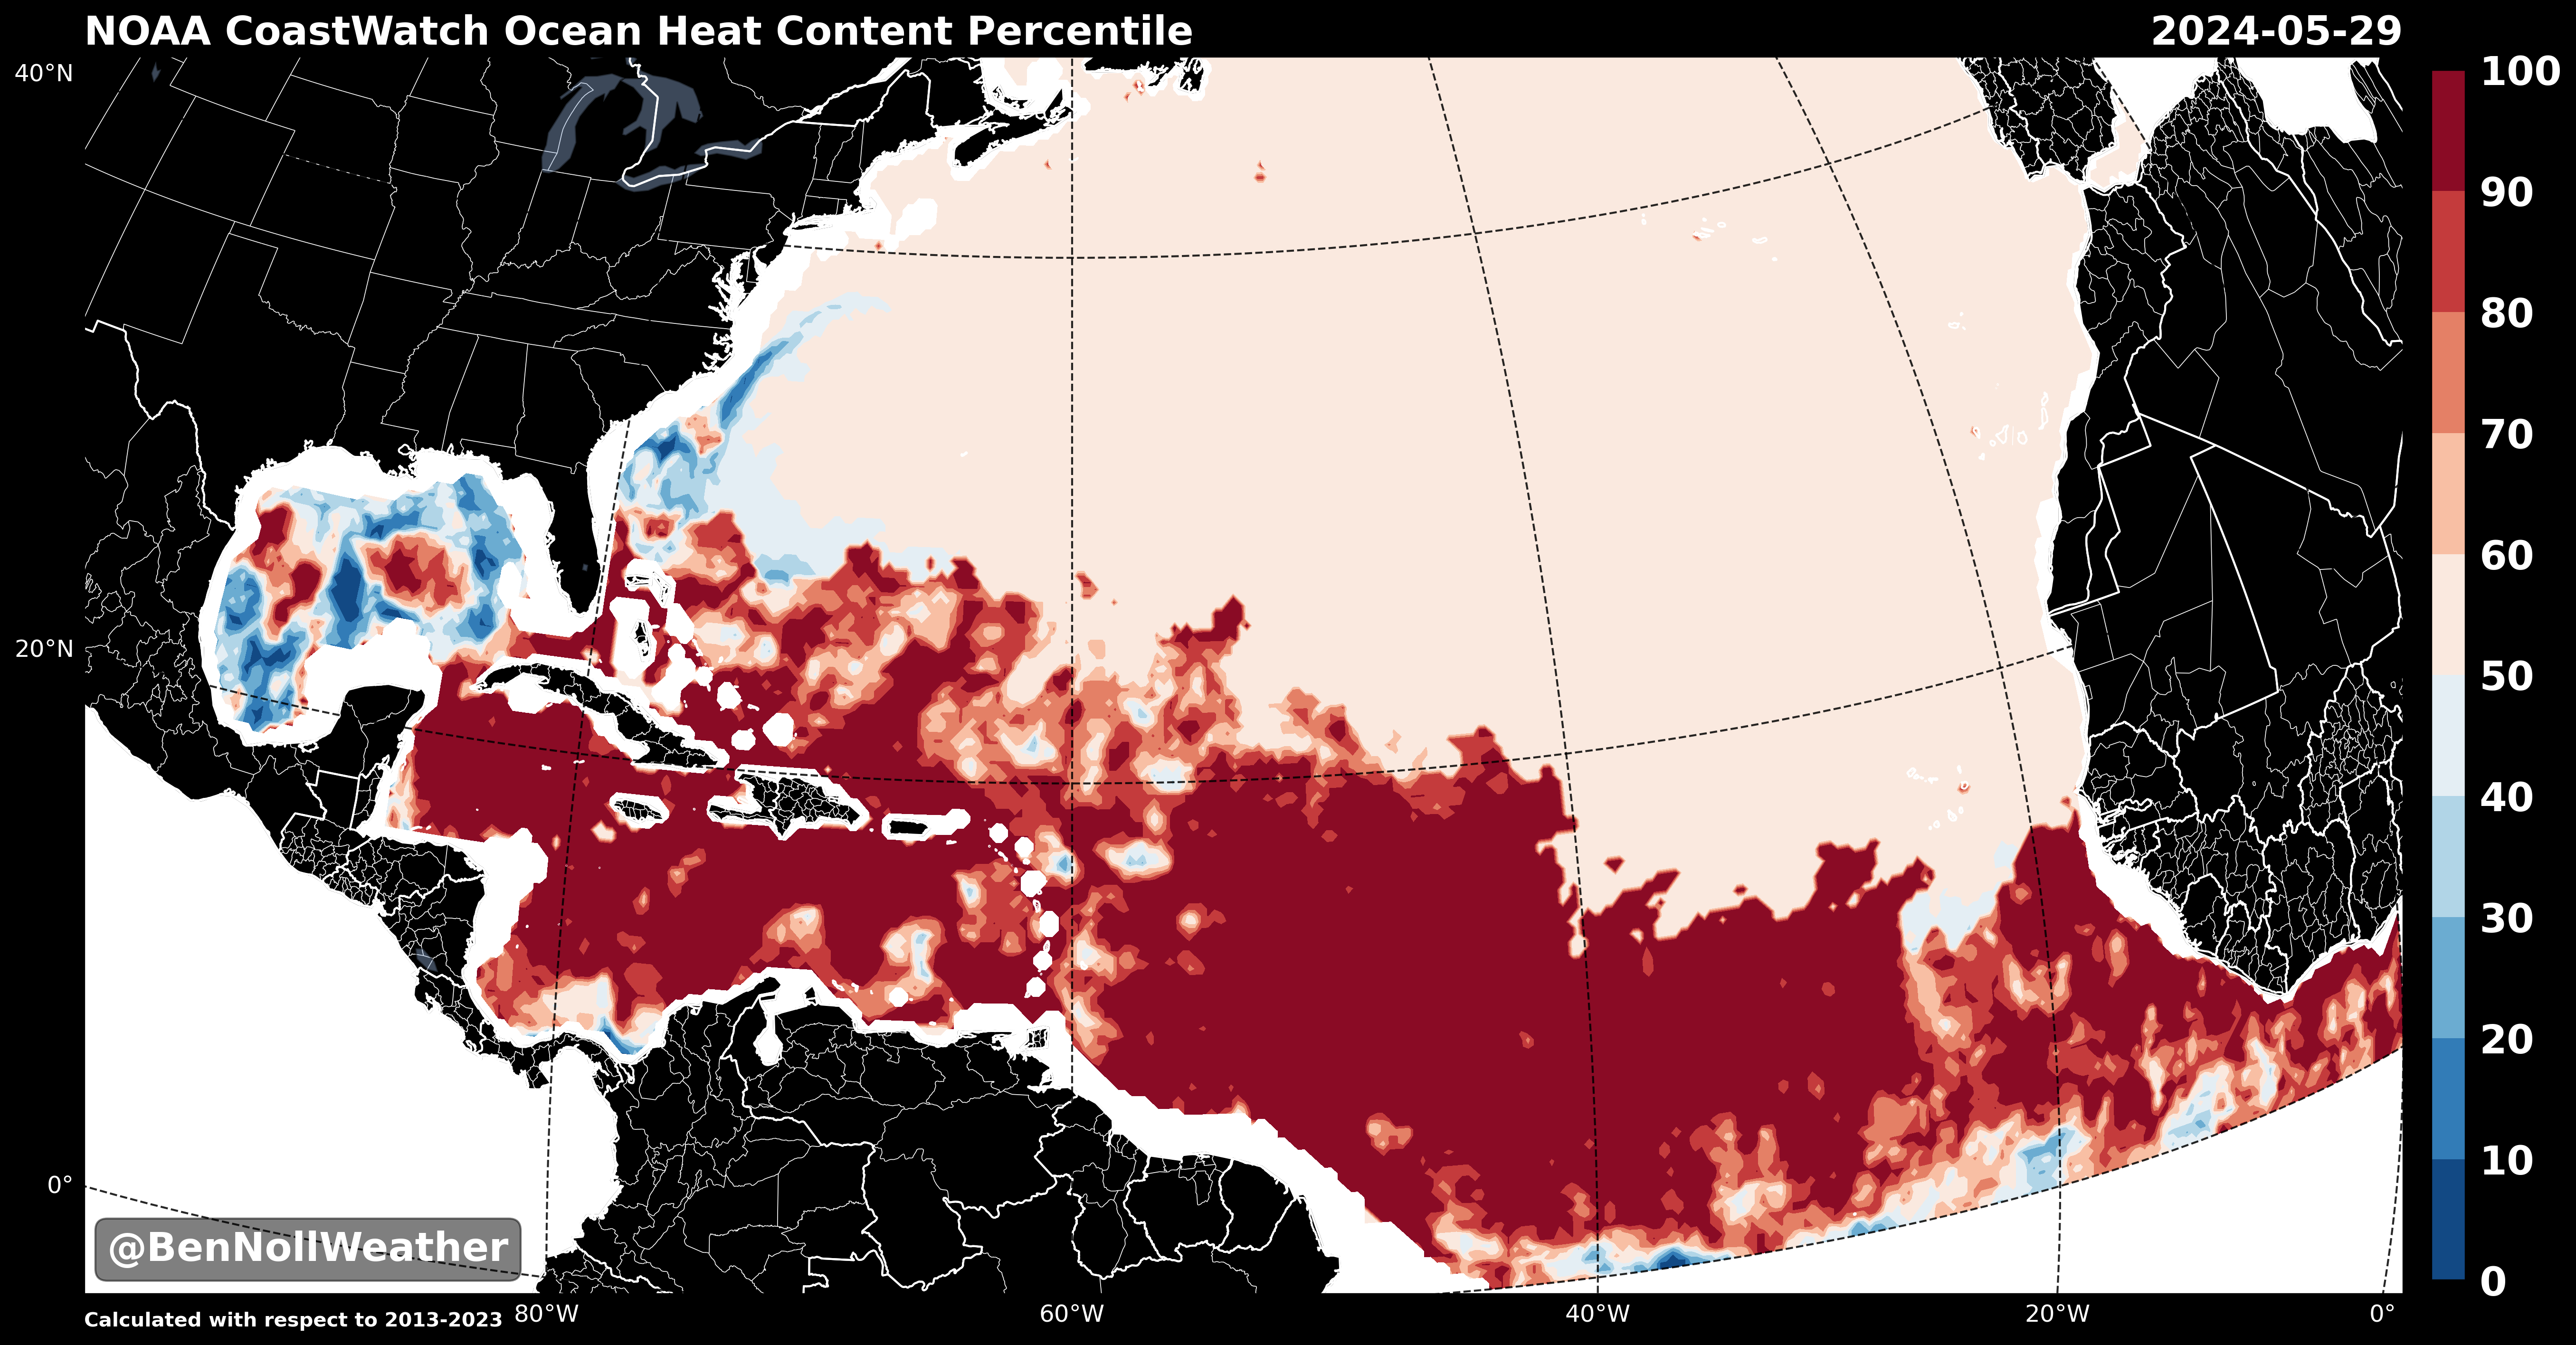 NOAA CoastWatch Ocean Heat Content Percentile
2024-05-29
40°N
20°N
0°
100
90
80
70
60
50
40
30
20
10
0
@BenNollWeather
Calculated with respect to 2013-2023
80°W
60°W
40°W
20°W
0°